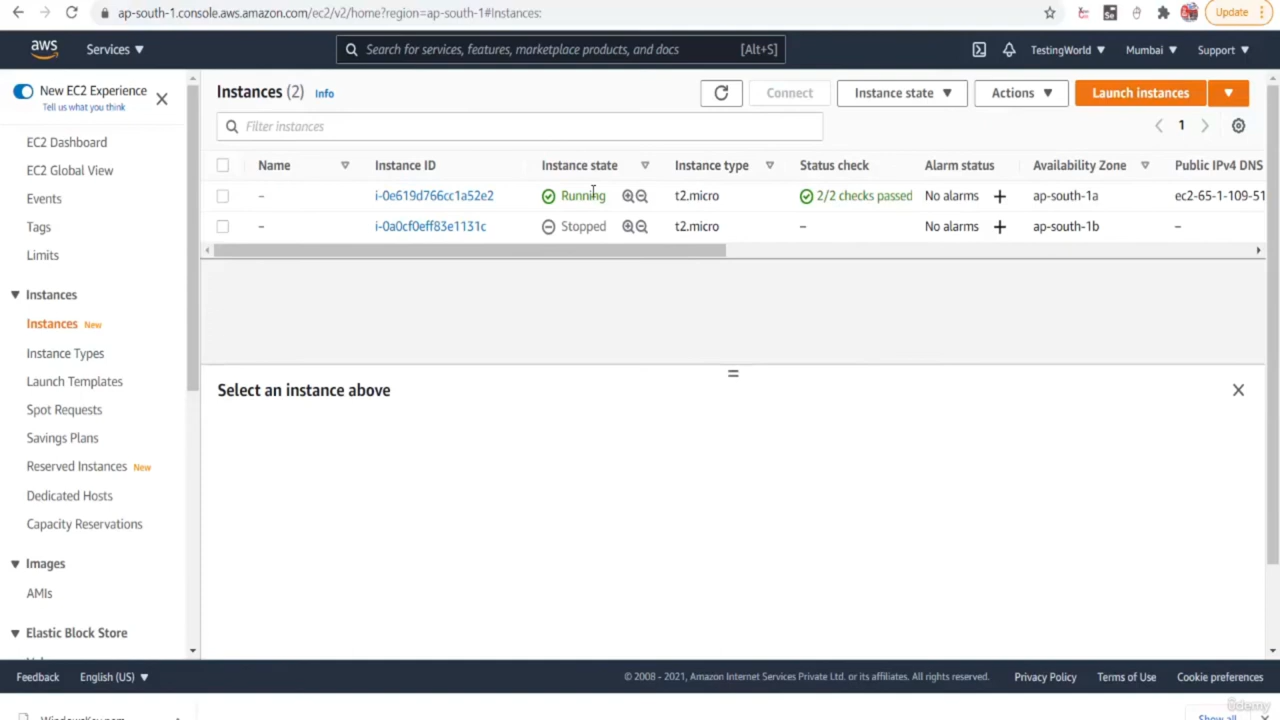 ap-south-1.console.aws.amazon.com/ec2/v2/home?region=ap-south-1#Instances:
Update
aws
Services
Search for services, features, marketplace products, and docs
[Alt+S]
TestingWorld
Mumbai
Support
New EC2 Experience
Tell us what you think
EC2 Dashboard
EC2 Global View
Events
Tags
Limits
Instances
Instances New
Instance Types
Launch Templates
Spot Requests
Savings Plans
Reserved Instances New
Dedicated Hosts
Capacity Reservations
Images
AMIs
Elastic Block Store
Instances (2) Info
Connect
Instance state
Actions
Launch instances
Filter instances
1
Name Instance ID Instance state Instance type Status check Alarm status Availability Zone Public IPv4 DNS
– i-0e619d766cc1a52e2 Running t2.micro 2/2 checks passed No alarms + ap-south-1a ec2-65-1-109-51
– i-0a0cf0eff83e1131c Stopped t2.micro – No alarms + ap-south-1b –
Select an instance above
Feedback
English (US)
© 2008 - 2021, Amazon Internet Services Private Ltd. or its affiliates. All rights reserved.
Privacy Policy
Terms of Use
Cookie preferences
WindowsKey.pem
Show all
ûdemy